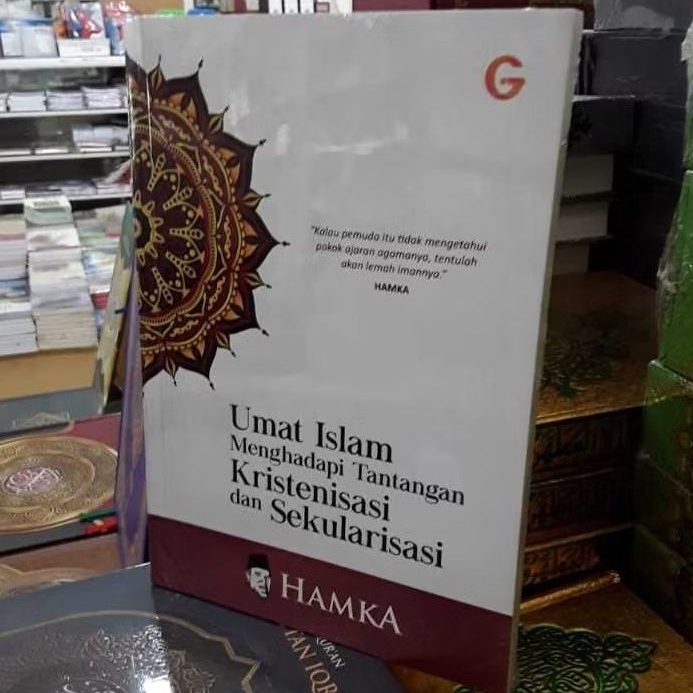 G
"Kalau pemuda itu tidak mengetahui
pokok ajaran agamanya, tentulah
akan lemah imannya."
HAMKA
Umat Islam
Menghadapi Tantangan
Kristenisasi
dan Sekularisasi
HAMKA